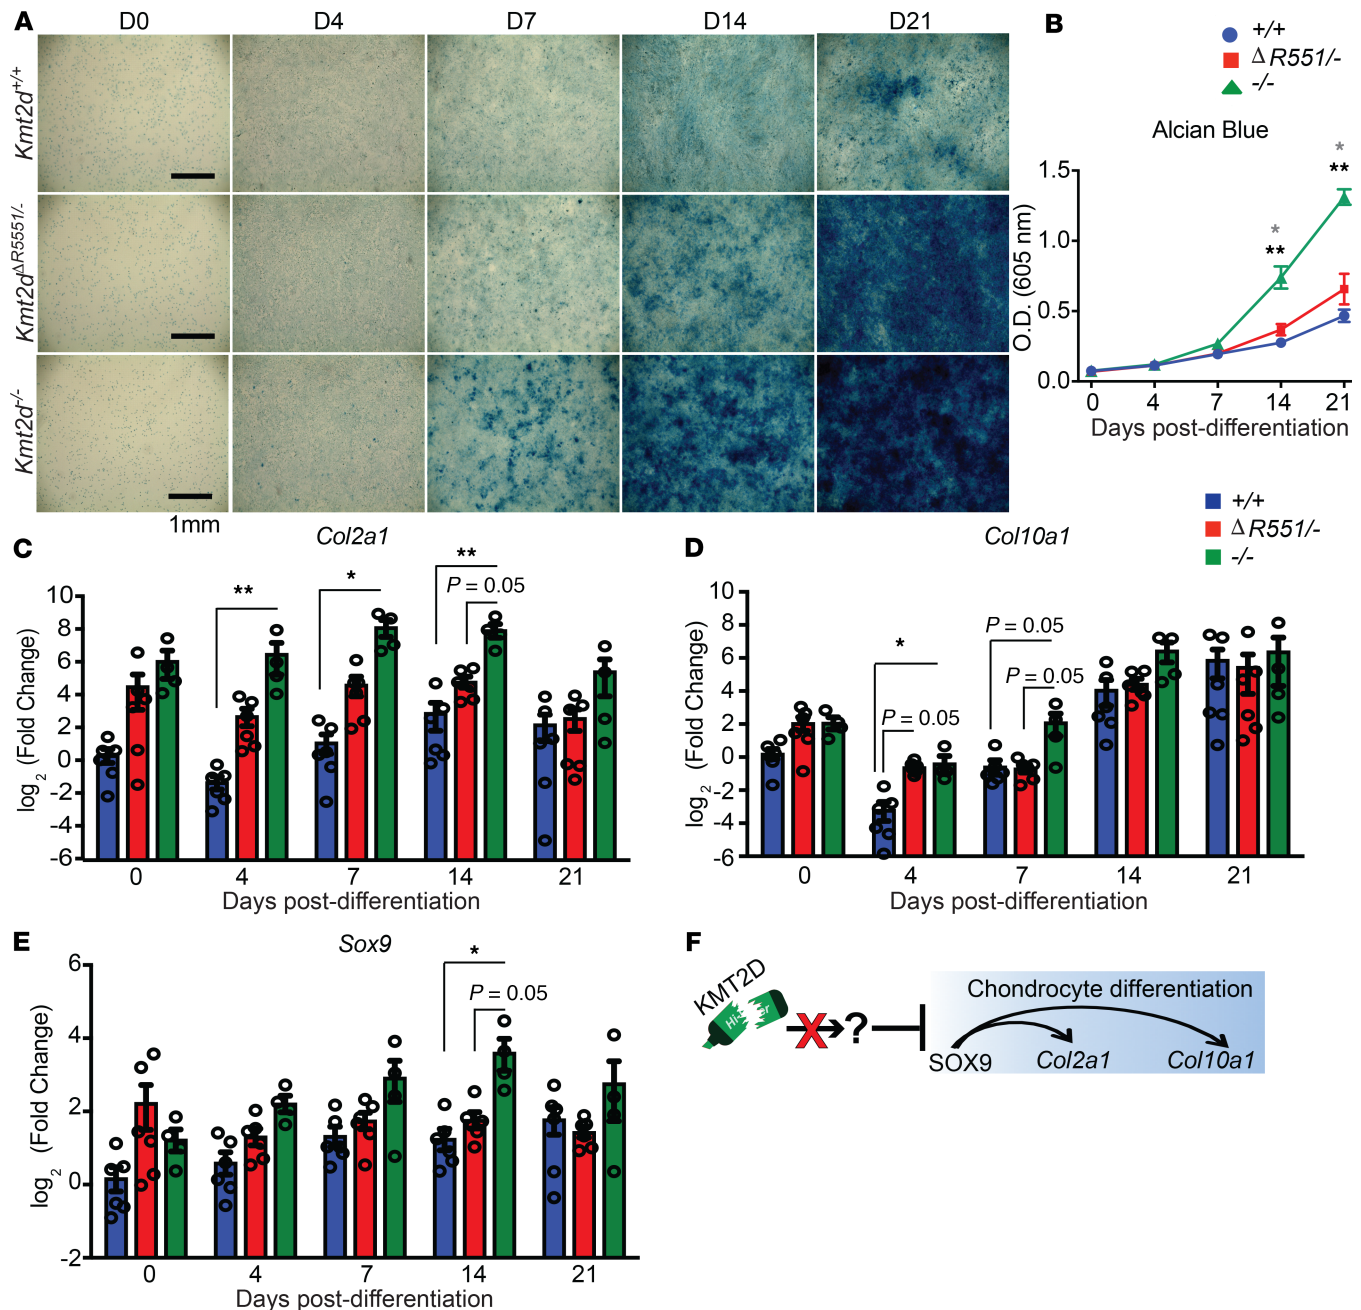 A
D0 D4 D7 D14 D21
Kmt2d+/+
Kmt2dΔR5551/-
Kmt2d-/-
1mm
B
+/+
ΔR551/-
-/-
Alcian Blue
*
**
*
**
O.D. (605 nm)
1.5
1.0
0.5
0.0
0 4 7 14 21
Days post-differentiation
C
Col2a1
**
*
**
P = 0.05
log2 (Fold Change)
10
8
6
4
2
0
-2
-4
-6
0 4 7 14 21
Days post-differentiation
D
Col10a1
+/+
ΔR551/-
-/-
*
P = 0.05
P = 0.05
P = 0.05
log2 (Fold Change)
10
8
6
4
2
0
-2
-4
-6
0 4 7 14 21
Days post-differentiation
E
Sox9
*
P = 0.05
log2 (Fold Change)
6
4
2
0
-2
0 4 7 14 21
Days post-differentiation
F
KMT2D
X
?
Chondrocyte differentiation
SOX9 Col2a1 Col10a1